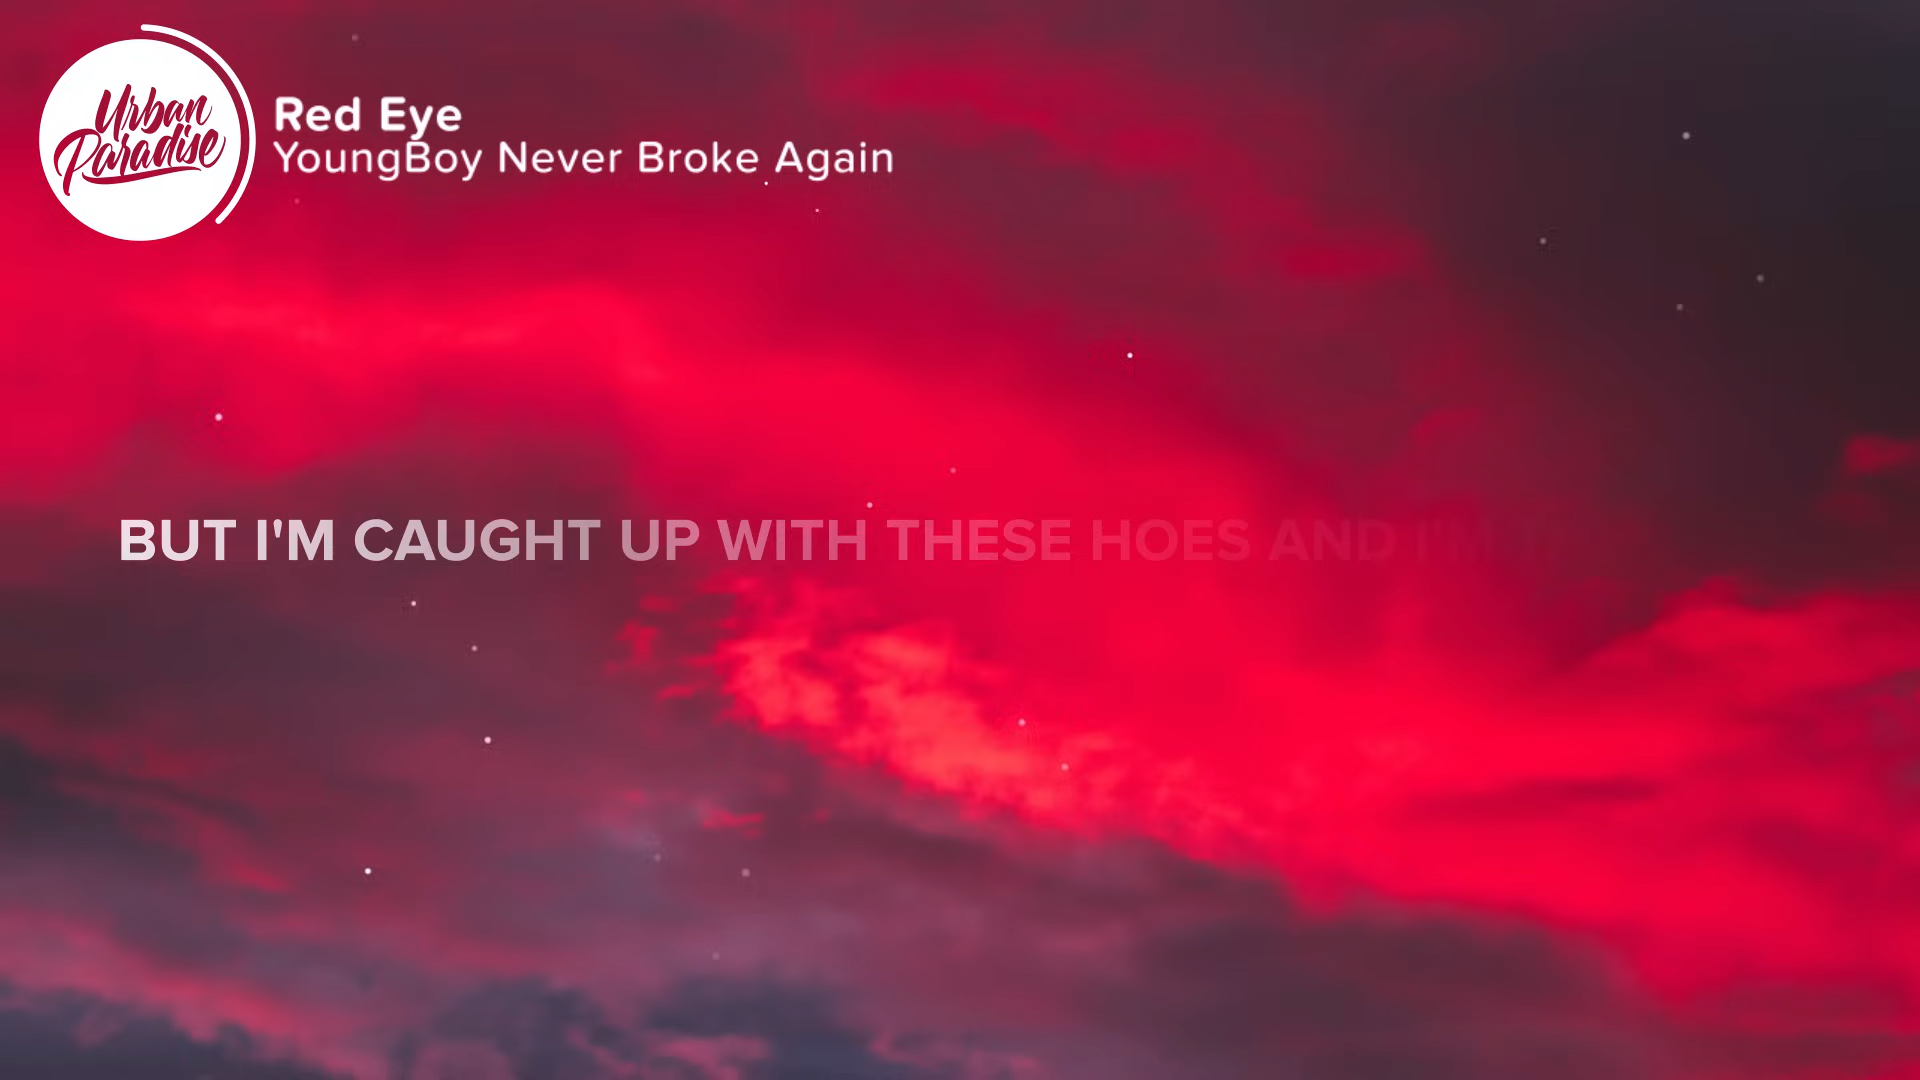 Urban
Paradise
Red Eye
YoungBoy Never Broke Again
BUT I'M CAUGHT UP WITH THESE HOES AND I'M